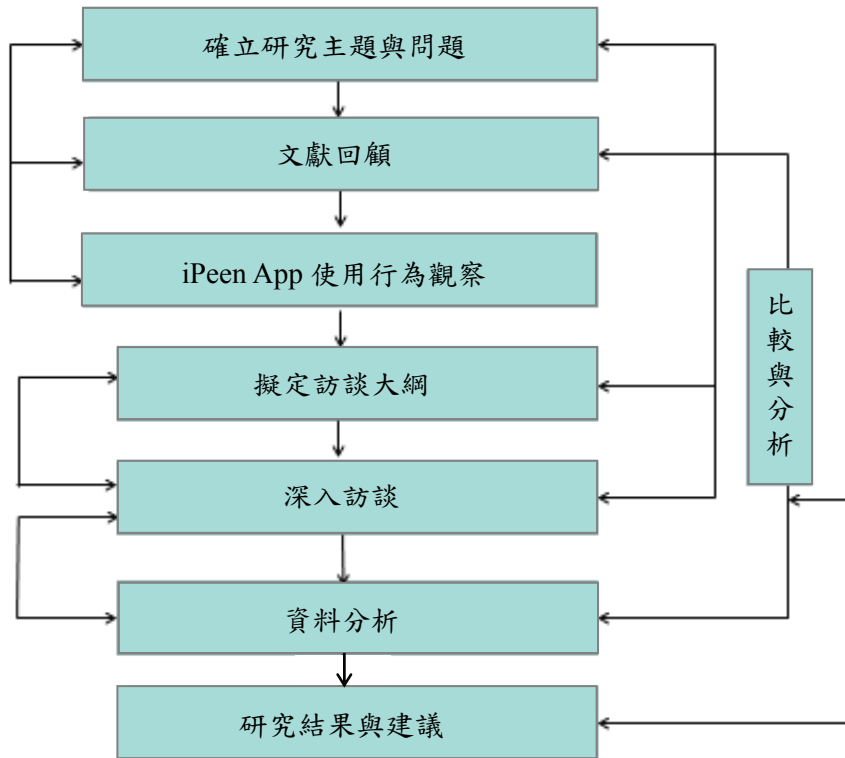 確立研究主題與問題
文獻回顧
iPeen App 使用行為觀察
擬定訪談大綱
深入訪談
資料分析
研究結果與建議
比較與分析